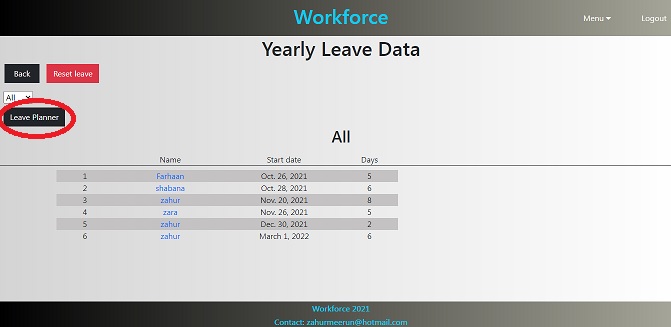 Workforce
Menu
Logout
Yearly Leave Data
Back Reset leave
All
Leave Planner
All
Name Start date Days
1 Farhaan Oct. 26, 2021 5
2 shabana Oct. 28, 2021 6
3 zahur Nov. 20, 2021 8
4 zara Nov. 26, 2021 5
5 zahur Dec. 30, 2021 2
6 zahur March 1, 2022 6
Workforce 2021
Contact: zahurmeerun@hotmail.com